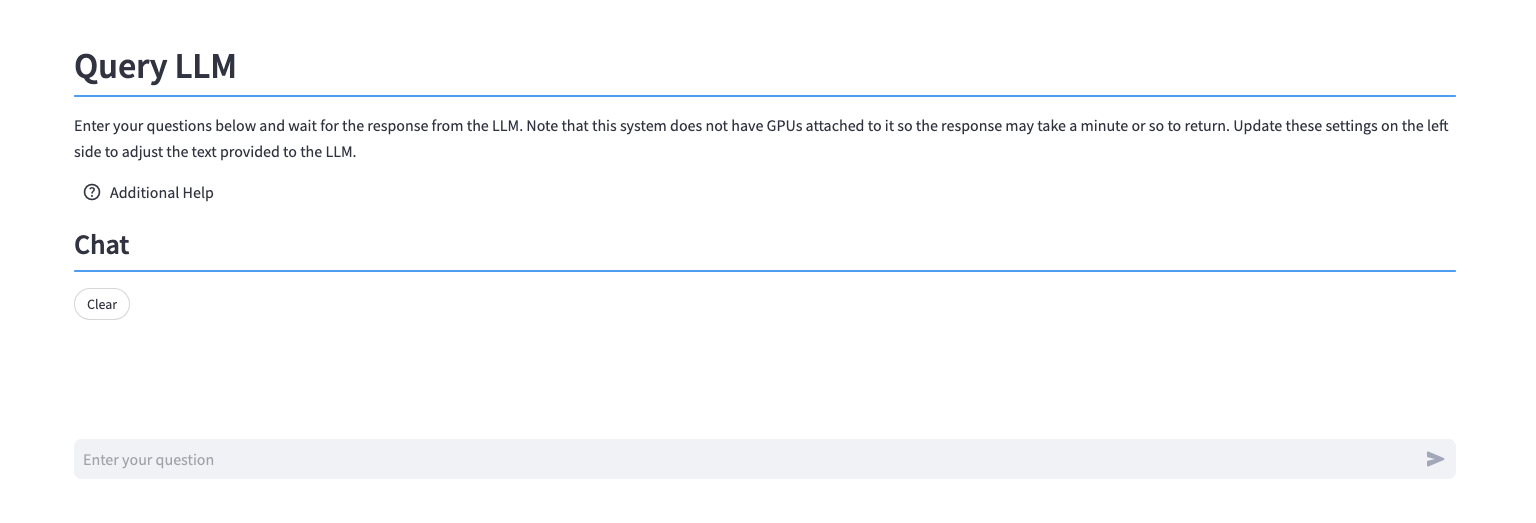 Query LLM
Enter your questions below and wait for the response from the LLM. Note that this system does not have GPUs attached to it so the response may take a minute or so to return. Update these settings on the left
side to adjust the text provided to the LLM.
Additional Help
Chat
Clear
Enter your question